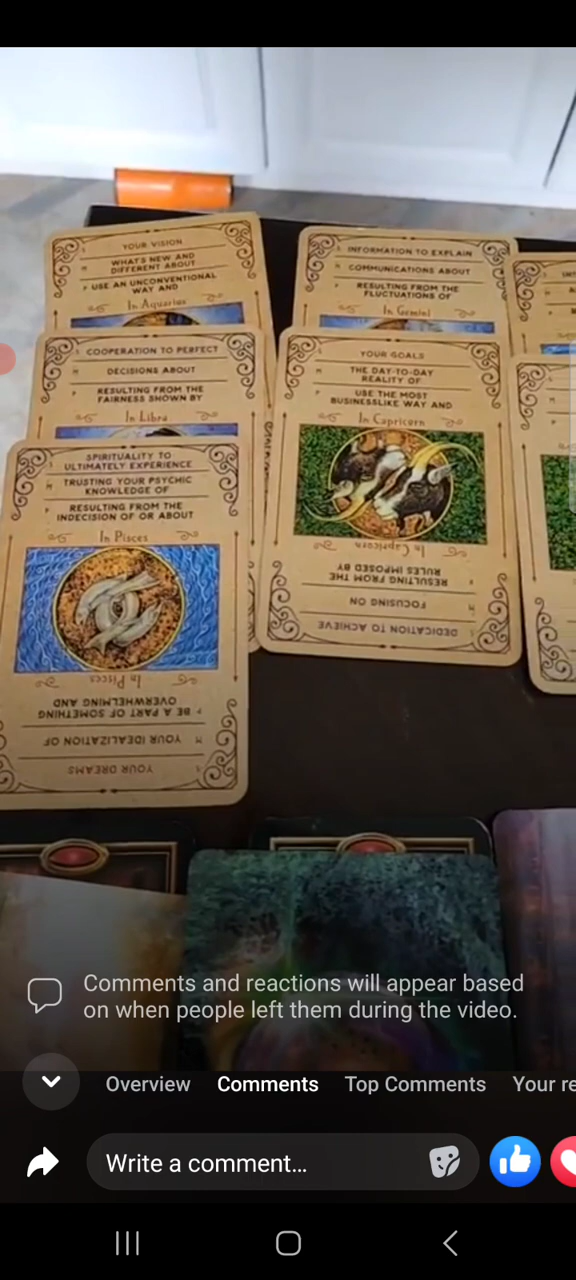 YOUR VISION
M WHAT'S NEW AND
DIFFERENT ABOUT
P USE AN UNCONVENTIONAL
WAY AND
In Aquarius
S INFORMATION TO EXPLAIN
M COMMUNICATIONS ABOUT
P RESULTING FROM THE
FLUCTUATIONS OF
In Gemini
S COOPERATION TO PERFECT
M DECISIONS ABOUT
P RESULTING FROM THE
FAIRNESS SHOWN BY
In Libra
S YOUR GOALS
M THE DAY-TO-DAY
REALITY OF
P USE THE MOST
BUSINESSLIKE WAY AND
In Capricorn
In Capricorn
P RESULTING FROM THE
RULES IMPOSED BY
M FOCUSING ON
S DEDICATION TO ACHIEVE
S SPIRITUALITY TO
ULTIMATELY EXPERIENCE
M TRUSTING YOUR PSYCHIC
KNOWLEDGE OF
P RESULTING FROM THE
INDECISION OF OR ABOUT
In Pisces
In Pisces
P BE A PART OF SOMETHING
OVERWHELMING AND
M YOUR IDEALIZATION OF
S YOUR DREAMS
Comments and reactions will appear based
on when people left them during the video.
Overview Comments Top Comments Your re
Write a comment...